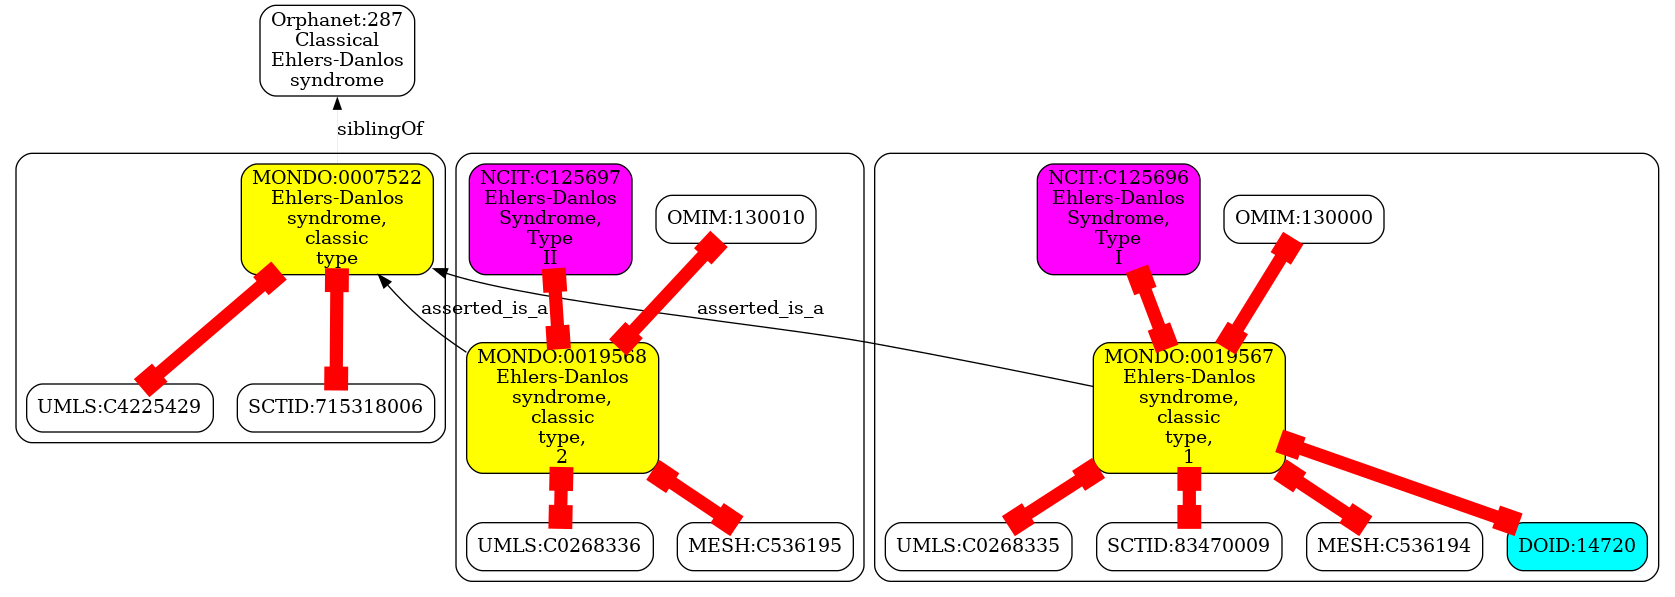 Orphanet:287
Classical
Ehlers-Danlos
syndrome
siblingOf
MONDO:0007522
Ehlers-Danlos
syndrome,
classic
type
NCIT:C125697
Ehlers-Danlos
Syndrome,
Type
II
OMIM:130010
NCIT:C125696
Ehlers-Danlos
Syndrome,
Type
I
OMIM:130000
asserted_is_a
asserted_is_a
UMLS:C4225429
SCTID:715318006
MONDO:0019568
Ehlers-Danlos
syndrome,
classic
type,
2
MONDO:0019567
Ehlers-Danlos
syndrome,
classic
type,
1
UMLS:C0268336
MESH:C536195
UMLS:C0268335
SCTID:83470009
MESH:C536194
DOID:14720